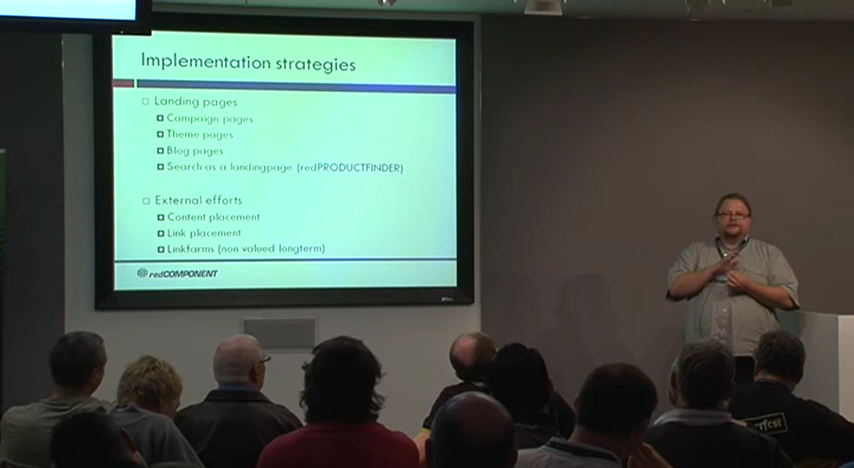 Implementation strategies
Landing pages
Campaign pages
Theme pages
Blog pages
Search as a landingpage (redPRODUCTFINDER)
External efforts
Content placement
Link placement
Linkfarms (non valued longterm)
redCOMPONENT